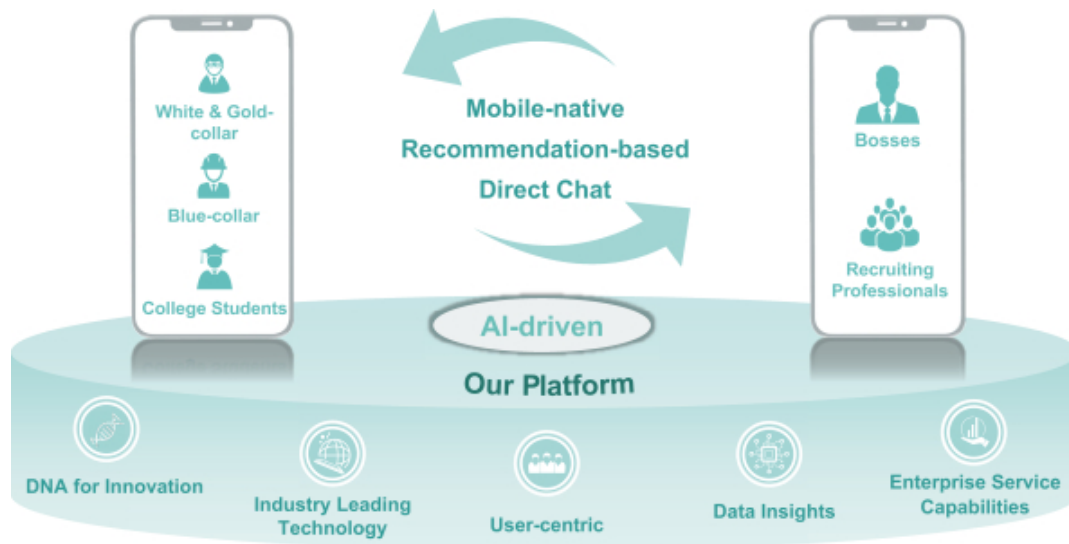 White & Gold-
collar
Blue-collar
College Students
Mobile-native
Recommendation-based
Direct Chat
Bosses
Recruiting
Professionals
AI-driven
Our Platform
DNA for Innovation
Industry Leading
Technology
User-centric
Data Insights
Enterprise Service
Capabilities